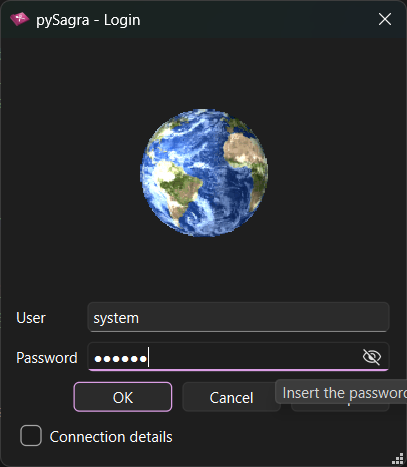 pySagra - Login
User
system
Password
OK
Cancel
Insert the password
Connection details